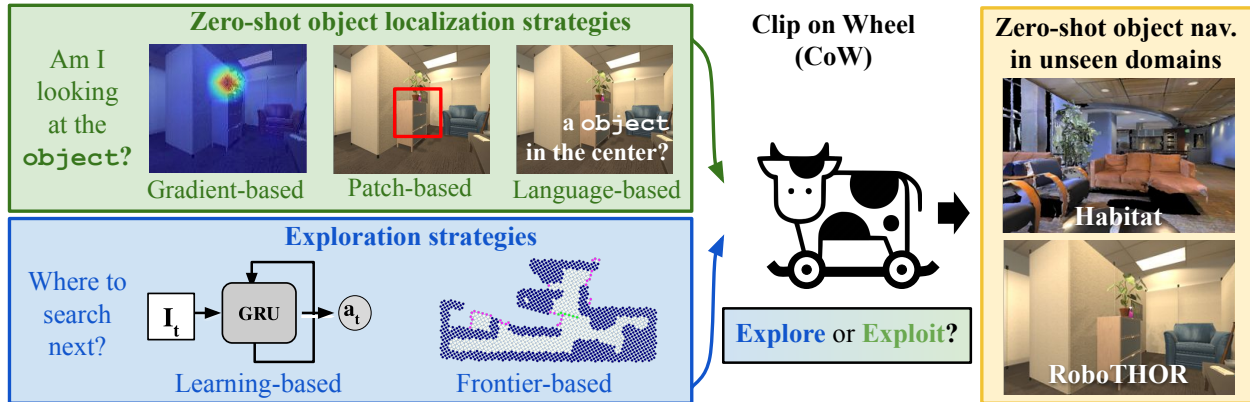 Zero-shot object localization strategies
Am I
looking
at the
object?
a object
in the center?
Gradient-based
Patch-based
Language-based
Exploration strategies
Where to
search
next?
I_t
GRU
a_t
Learning-based
Frontier-based
Clip on Wheel
(CoW)
Explore or Exploit?
Zero-shot object nav.
in unseen domains
Habitat
RoboTHOR